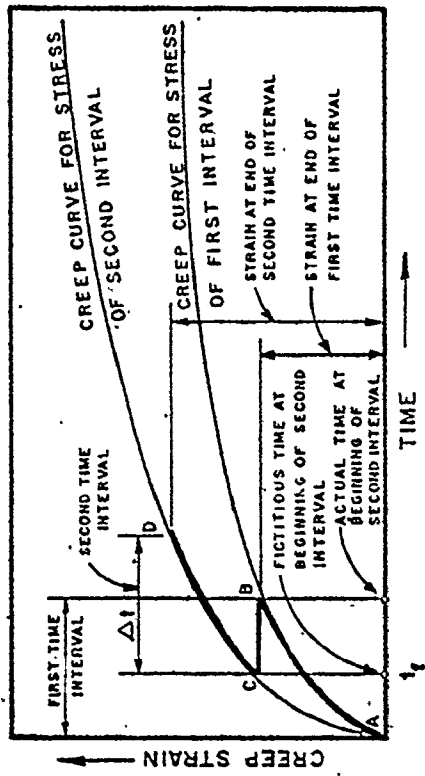 CREEP CURVE FOR STRESS
OF SECOND INTERVAL
SECOND TIME
INTERVAL
CREEP CURVE FOR STRESS
OF FIRST INTERVAL
FIRST-TIME
INTERVAL
Δt
D
C
B
A
STRAIN AT END OF
SECOND TIME
INTERVAL
STRAIN AT END OF
FIRST TIME INTERVAL
FICTITIOUS TIME AT
BEGINNING OF SECOND
INTERVAL
ACTUAL TIME AT
BEGINNING OF
SECOND INTERVAL
TIME
CREEP STRAIN